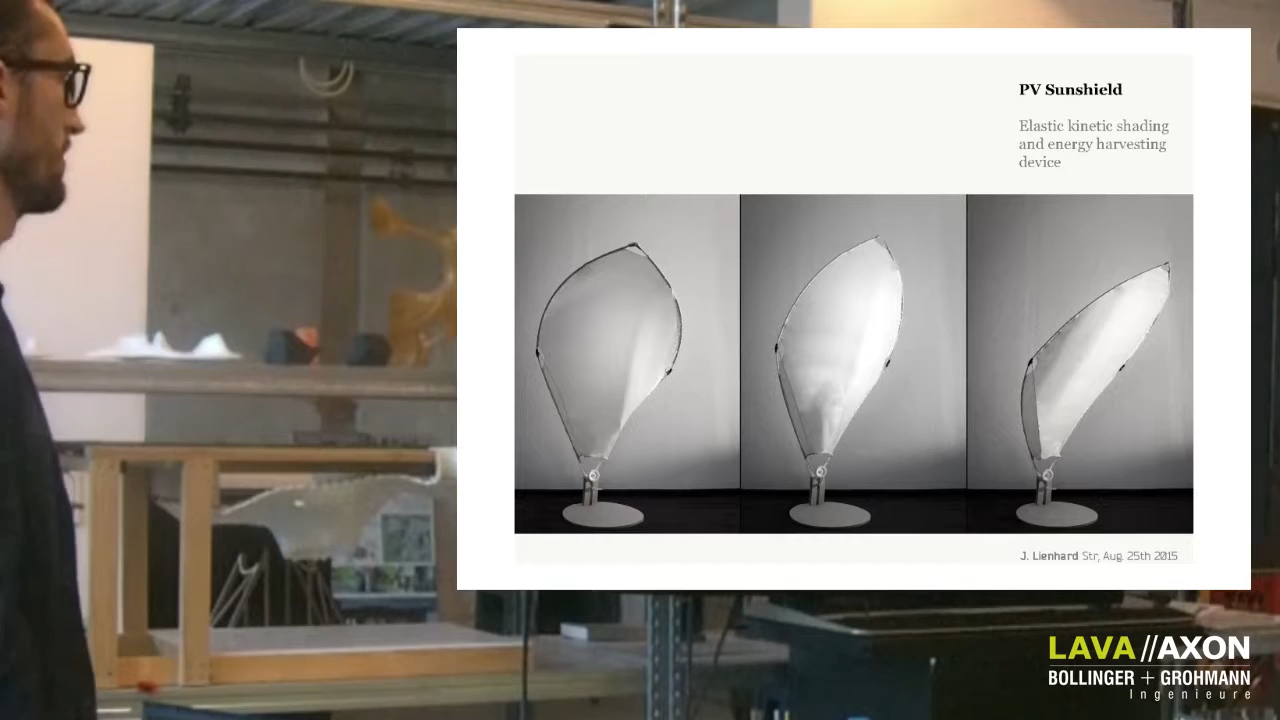 PV Sunshield
Elastic kinetic shading
and energy harvesting
device
J. Lienhard Str, Aug. 25th 2015
LAVA //AXON
BOLLINGER + GROHMANN
Ingenieure